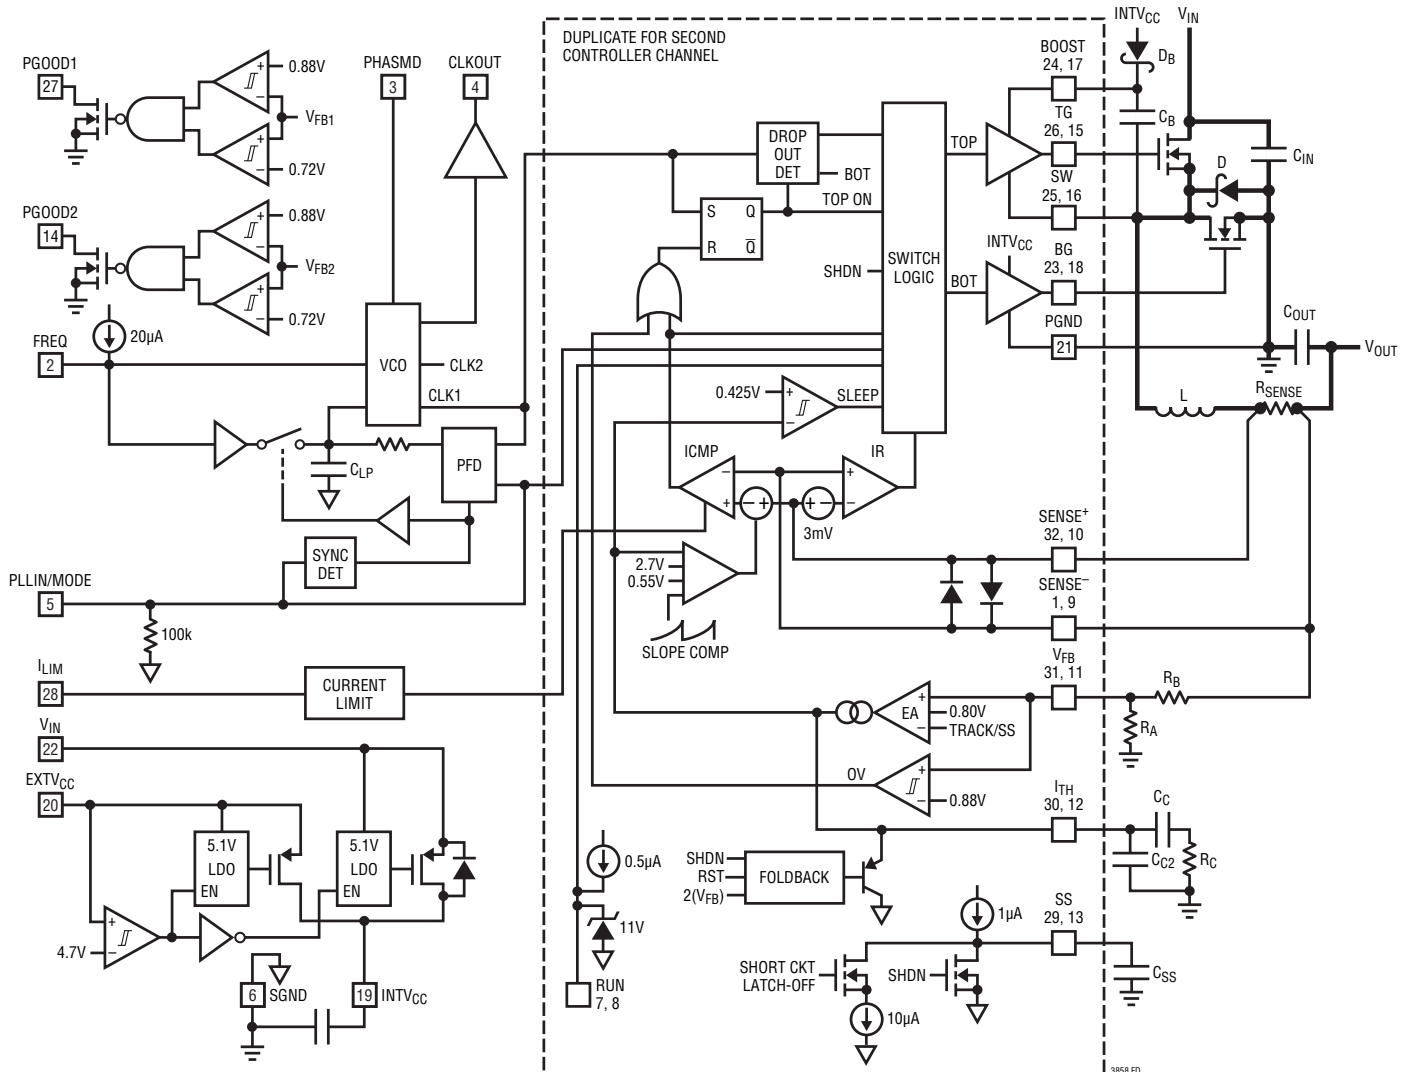 DUPLICATE FOR SECOND
CONTROLLER CHANNEL
PGOOD1
27
0.88V
VFB1
0.72V
PHASMD
3
CLKOUT
4
PGOOD2
14
0.88V
VFB2
0.72V
20µA
FREQ
2
VCO
CLK2
CLK1
CLP
PFD
SYNC
DET
PLLIN/MODE
5
100k
ILIM
28
CURRENT
LIMIT
VIN
22
EXTVCC
20
5.1V
LDO
EN
5.1V
LDO
EN
+
4.7V
−
6
SGND
19
INTVCC
DROP
OUT
DET
BOT
S
Q
TOP ON
R
Q̅
SHDN
SWITCH
LOGIC
TOP
BOT
INTVCC
0.425V
+
−
SLEEP
ICMP
IR
−
+
− +
+ −
3mV
+
−
2.7V
0.55V
SLOPE COMP
EA
+
0.80V
−
TRACK/SS
OV
+
−
0.88V
0.5µA
11V
RUN
7, 8
SHDN
RST
2(VFB)
FOLDBACK
1µA
SHORT CKT
LATCH-OFF
SHDN
10µA
BOOST
24, 17
TG
26, 15
SW
25, 16
BG
23, 18
PGND
21
SENSE+
32, 10
SENSE−
1, 9
VFB
31, 11
ITH
30, 12
SS
29, 13
INTVCC
VIN
DB
CB
D
CIN
COUT
VOUT
L
RSENSE
RB
RA
CC
CC2
RC
CSS
3858 FD